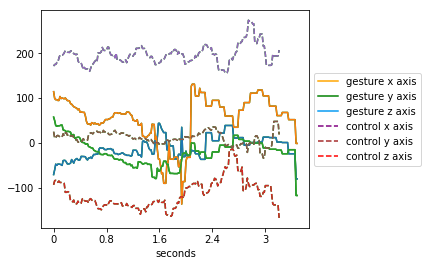 200
100
0
−100
0
0.8
1.6
2.4
3
seconds
gesture x axis
gesture y axis
gesture z axis
control x axis
control y axis
control z axis